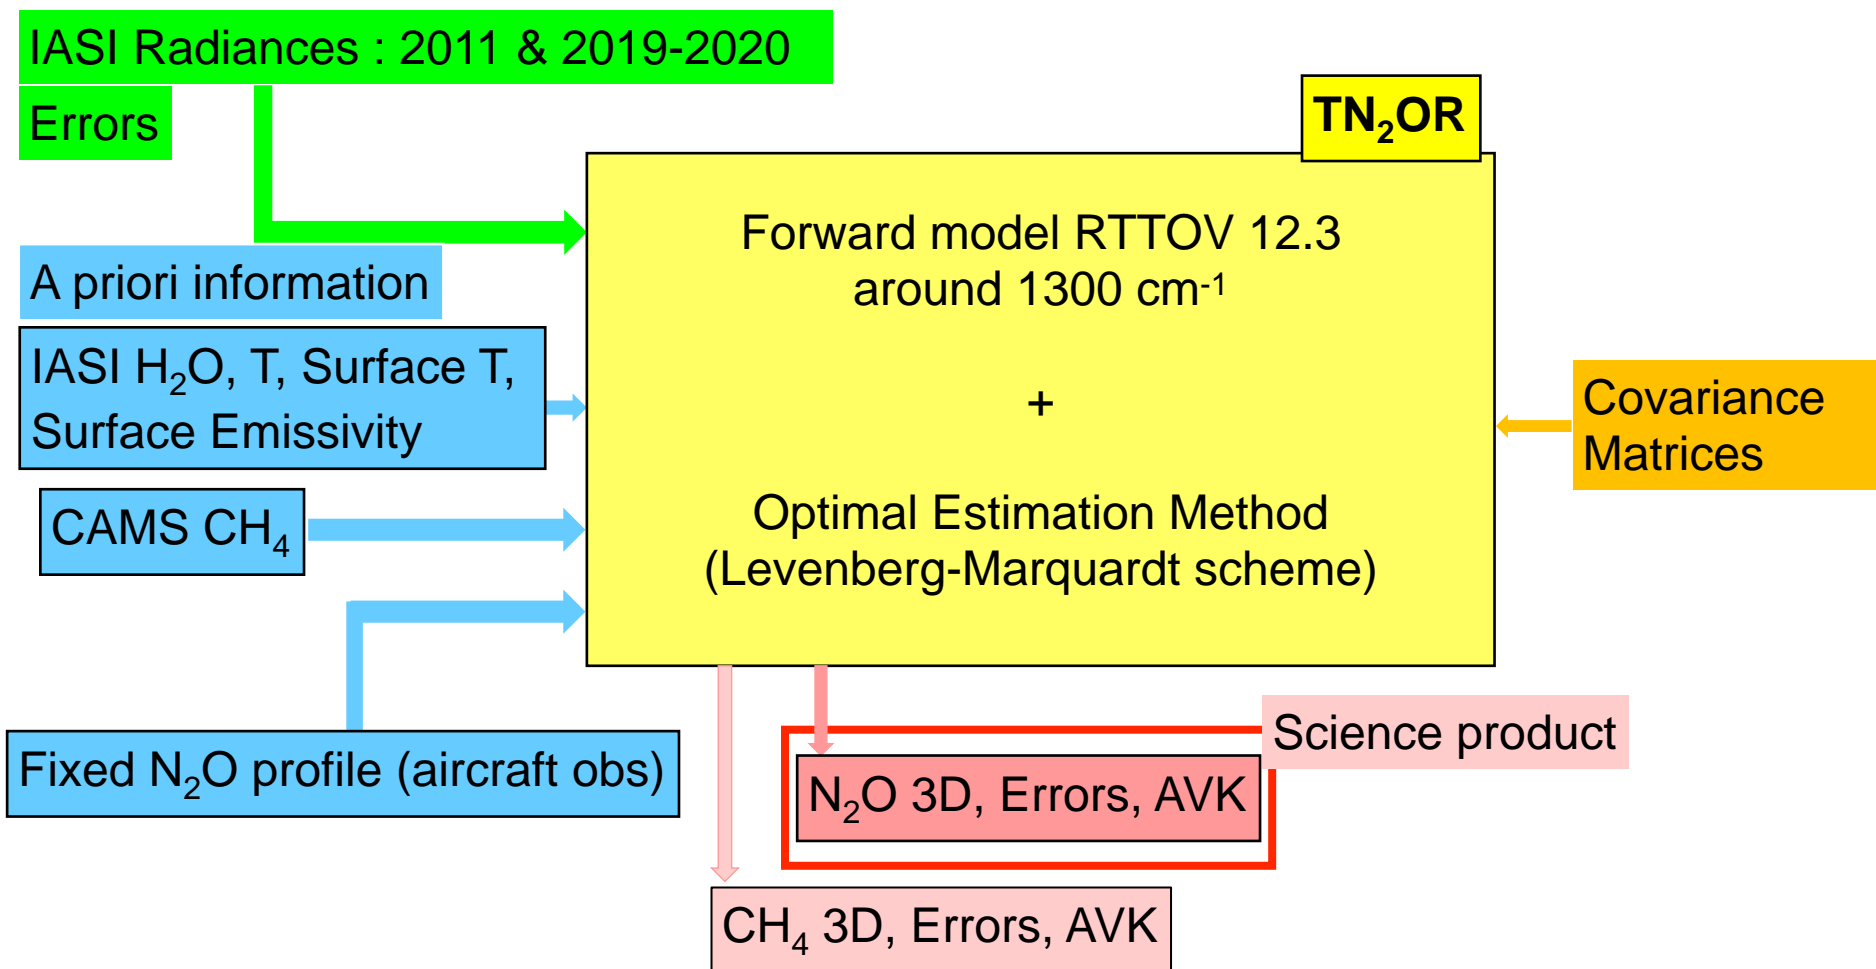 IASI Radiances : 2011 & 2019-2020
Errors
TN₂OR
Forward model RTTOV 12.3
around 1300 cm⁻¹
+
Optimal Estimation Method
(Levenberg-Marquardt scheme)
A priori information
IASI H₂O, T, Surface T,
Surface Emissivity
CAMS CH₄
Fixed N₂O profile (aircraft obs)
Covariance
Matrices
Science product
N₂O 3D, Errors, AVK
CH₄ 3D, Errors, AVK